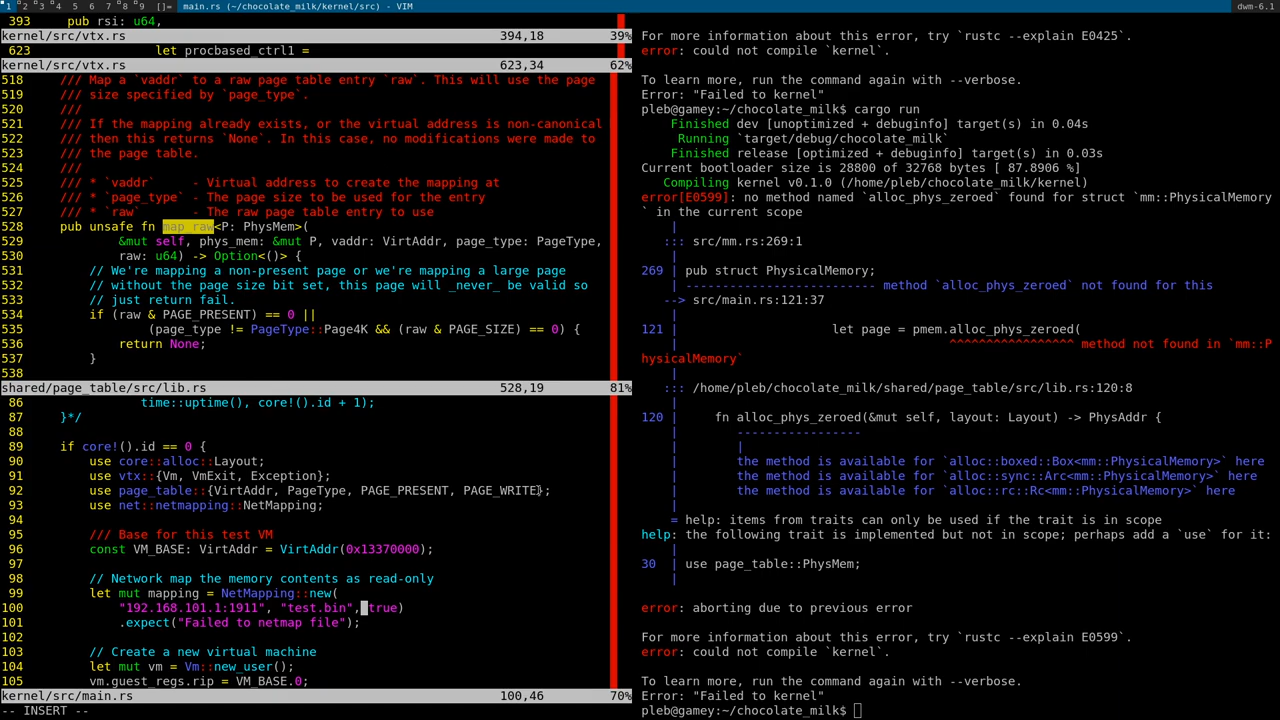 1 2 3 4 5 6 7 8 9 []= main.rs (~/chocolate_milk/kernel/src) - VIM dwm-6.1
393     pub rsi: u64,
kernel/src/vtx.rs 394,18 39%
623                 let procbased_ctrl1 =
kernel/src/vtx.rs 623,34 62%
518     /// Map a `vaddr` to a raw page table entry `raw`. This will use the page
519     /// size specified by `page_type`.
520     ///
521     /// If the mapping already exists, or the virtual address is non-canonical
522     /// then this returns `None`. In this case, no modifications were made to
523     /// the page table.
524     ///
525     /// * `vaddr`     - Virtual address to create the mapping at
526     /// * `page_type` - The page size to be used for the entry
527     /// * `raw`       - The raw page table entry to use
528     pub unsafe fn map_raw<P: PhysMem>(
529             &mut self, phys_mem: &mut P, vaddr: VirtAddr, page_type: PageType,
530             raw: u64) -> Option<()> {
531         // We're mapping a non-present page or we're mapping a large page
532         // without the page size bit set, this page will _never_ be valid so
533         // just return fail.
534         if (raw & PAGE_PRESENT) == 0 ||
535                 (page_type != PageType::Page4K && (raw & PAGE_SIZE) == 0) {
536             return None;
537         }
538
shared/page_table/src/lib.rs 528,19 81%
86                time::uptime(), core!().id + 1);
87     }*/
88
89     if core!().id == 0 {
90         use core::alloc::Layout;
91         use vtx::{Vm, VmExit, Exception};
92         use page_table::{VirtAddr, PageType, PAGE_PRESENT, PAGE_WRITE};
93         use net::netmapping::NetMapping;
94
95         /// Base for this test VM
96         const VM_BASE: VirtAddr = VirtAddr(0x13370000);
97
98         // Network map the memory contents as read-only
99         let mut mapping = NetMapping::new(
100             "192.168.101.1:1911", "test.bin", true)
101             .expect("Failed to netmap file");
102
103         // Create a new virtual machine
104         let mut vm = Vm::new_user();
105         vm.guest_regs.rip = VM_BASE.0;
kernel/src/main.rs 100,46 70%
-- INSERT --
For more information about this error, try `rustc --explain E0425`.
error: could not compile `kernel`.

To learn more, run the command again with --verbose.
Error: "Failed to kernel"
pleb@gamey:~/chocolate_milk$ cargo run
    Finished dev [unoptimized + debuginfo] target(s) in 0.04s
     Running `target/debug/chocolate_milk`
    Finished release [optimized + debuginfo] target(s) in 0.03s
Current bootloader size is 28800 of 32768 bytes [ 87.8906 %]
   Compiling kernel v0.1.0 (/home/pleb/chocolate_milk/kernel)
error[E0599]: no method named `alloc_phys_zeroed` found for struct `mm::PhysicalMemory
` in the current scope
    |
   ::: src/mm.rs:269:1
    |
269 | pub struct PhysicalMemory;
    | -------------------------- method `alloc_phys_zeroed` not found for this
   --> src/main.rs:121:37
    |
121 |                     let page = pmem.alloc_phys_zeroed(
    |                                     ^^^^^^^^^^^^^^^^^ method not found in `mm::P
hysicalMemory`
    |
   ::: /home/pleb/chocolate_milk/shared/page_table/src/lib.rs:120:8
    |
120 |     fn alloc_phys_zeroed(&mut self, layout: Layout) -> PhysAddr {
    |        -----------------
    |        |
    |        the method is available for `alloc::boxed::Box<mm::PhysicalMemory>` here
    |        the method is available for `alloc::sync::Arc<mm::PhysicalMemory>` here
    |        the method is available for `alloc::rc::Rc<mm::PhysicalMemory>` here
    |
    = help: items from traits can only be used if the trait is in scope
help: the following trait is implemented but not in scope; perhaps add a `use` for it:
    |
30  | use page_table::PhysMem;
    |

error: aborting due to previous error

For more information about this error, try `rustc --explain E0599`.
error: could not compile `kernel`.

To learn more, run the command again with --verbose.
Error: "Failed to kernel"
pleb@gamey:~/chocolate_milk$